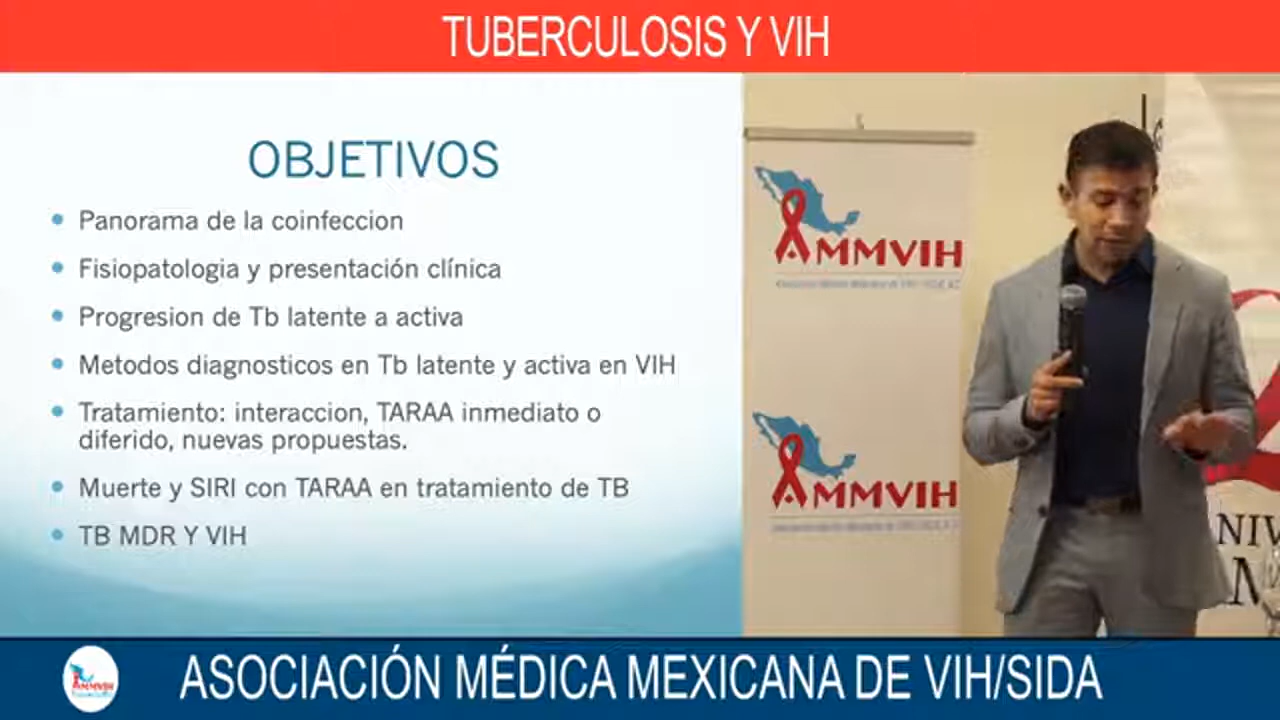 TUBERCULOSIS Y VIH
OBJETIVOS
Panorama de la coinfeccion
Fisiopatologia y presentación clínica
Progresion de Tb latente a activa
Metodos diagnosticos en Tb latente y activa en VIH
Tratamiento: interaccion, TARAA inmediato o
diferido, nuevas propuestas.
Muerte y SIRI con TARAA en tratamiento de TB
TB MDR Y VIH
AMMVIH
AMMVIH
NIV
AMMVIH
ASOCIACIÓN MÉDICA MEXICANA DE VIH/SIDA